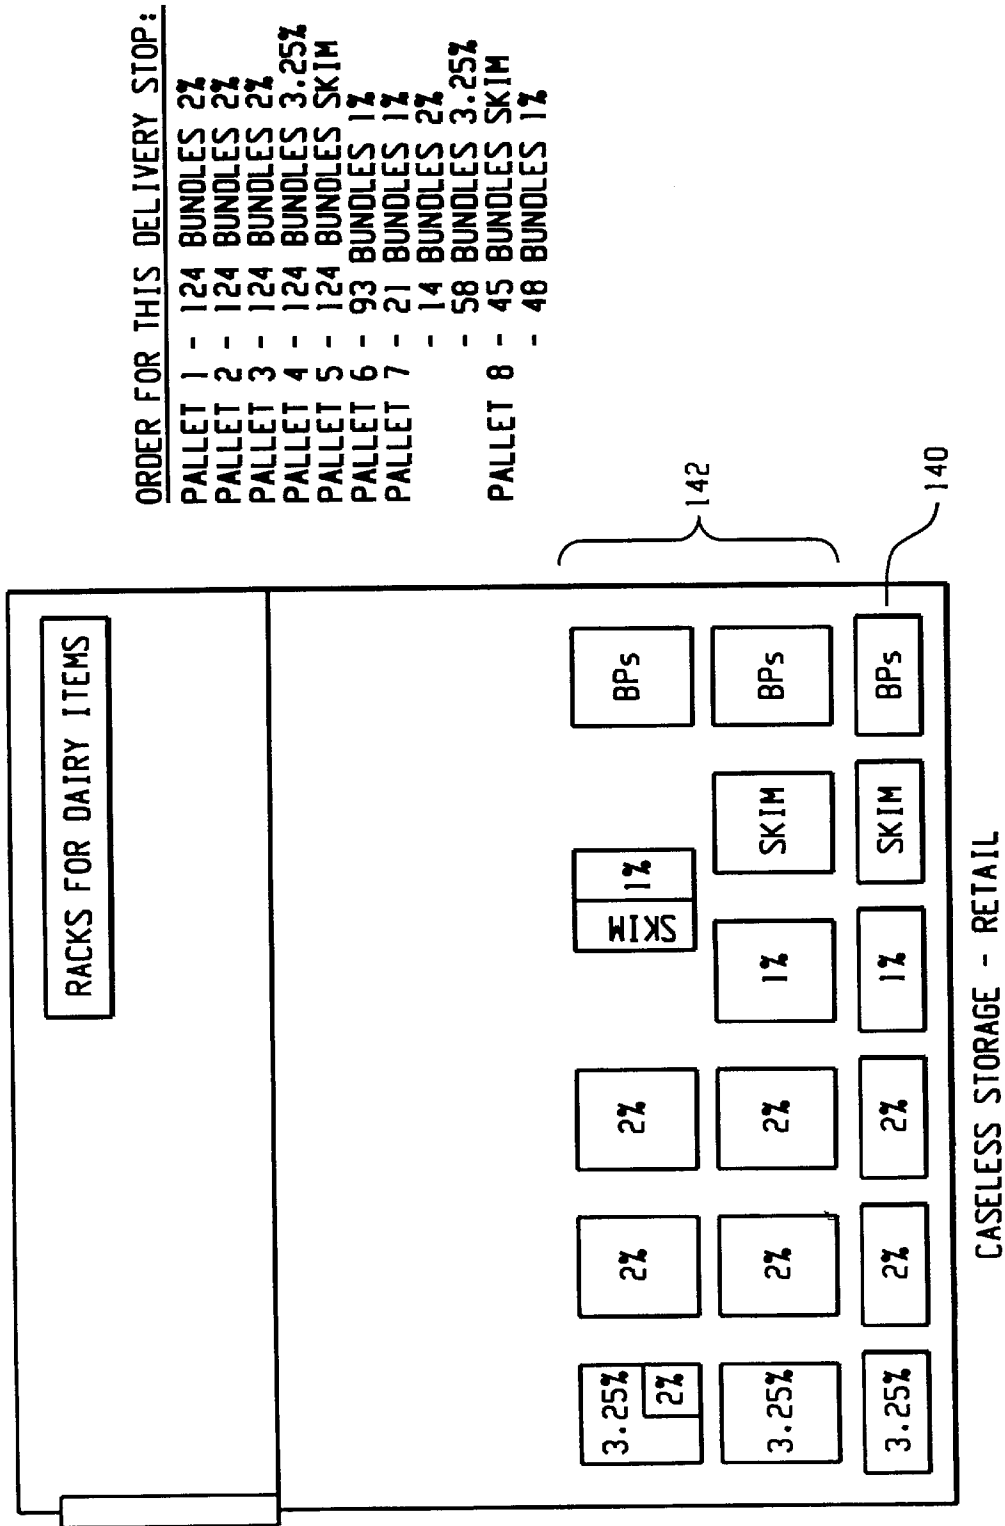 ORDER FOR THIS DELIVERY STOP:
PALLET 1 - 124 BUNDLES 2%
PALLET 2 - 124 BUNDLES 2%
PALLET 3 - 124 BUNDLES 2%
PALLET 4 - 124 BUNDLES 3.25%
PALLET 5 - 124 BUNDLES SKIM
PALLET 6 - 93 BUNDLES 1%
PALLET 7 - 21 BUNDLES 1%
- 14 BUNDLES 2%
- 58 BUNDLES 3.25%
PALLET 8 - 45 BUNDLES SKIM
- 48 BUNDLES 1%
RACKS FOR DAIRY ITEMS
142
3.25%
2%
2%
2%
SKIM
1%
BPs
3.25%
2%
2%
1%
SKIM
BPs
3.25%
2%
2%
1%
SKIM
BPs
140
CASELESS STORAGE - RETAIL